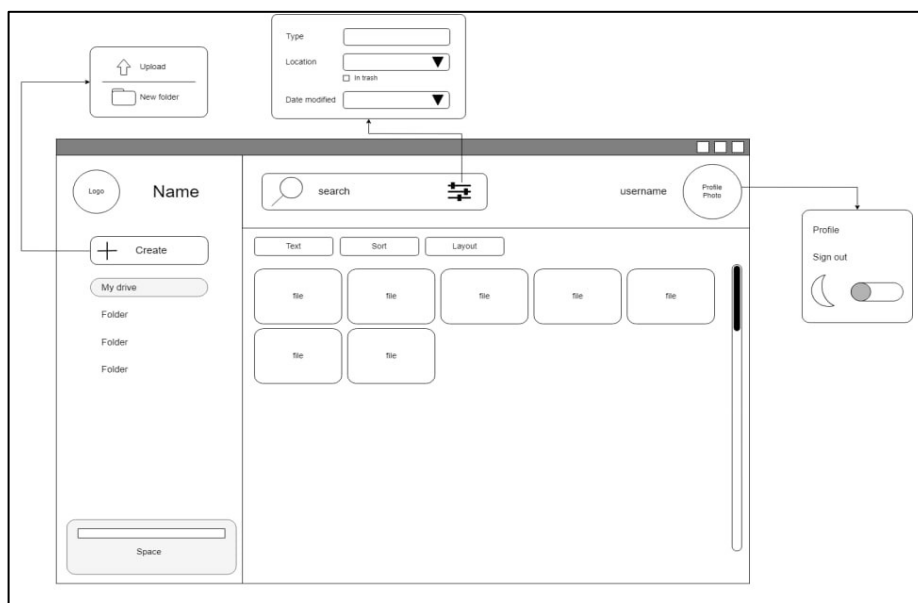 Type
Location
In trash
Date modified
Upload
New folder
Logo
Name
search
username
Profile
Photo
Profile
Sign out
Create
My drive
Folder
Folder
Folder
Text
Sort
Layout
file
file
file
file
file
file
file
Space